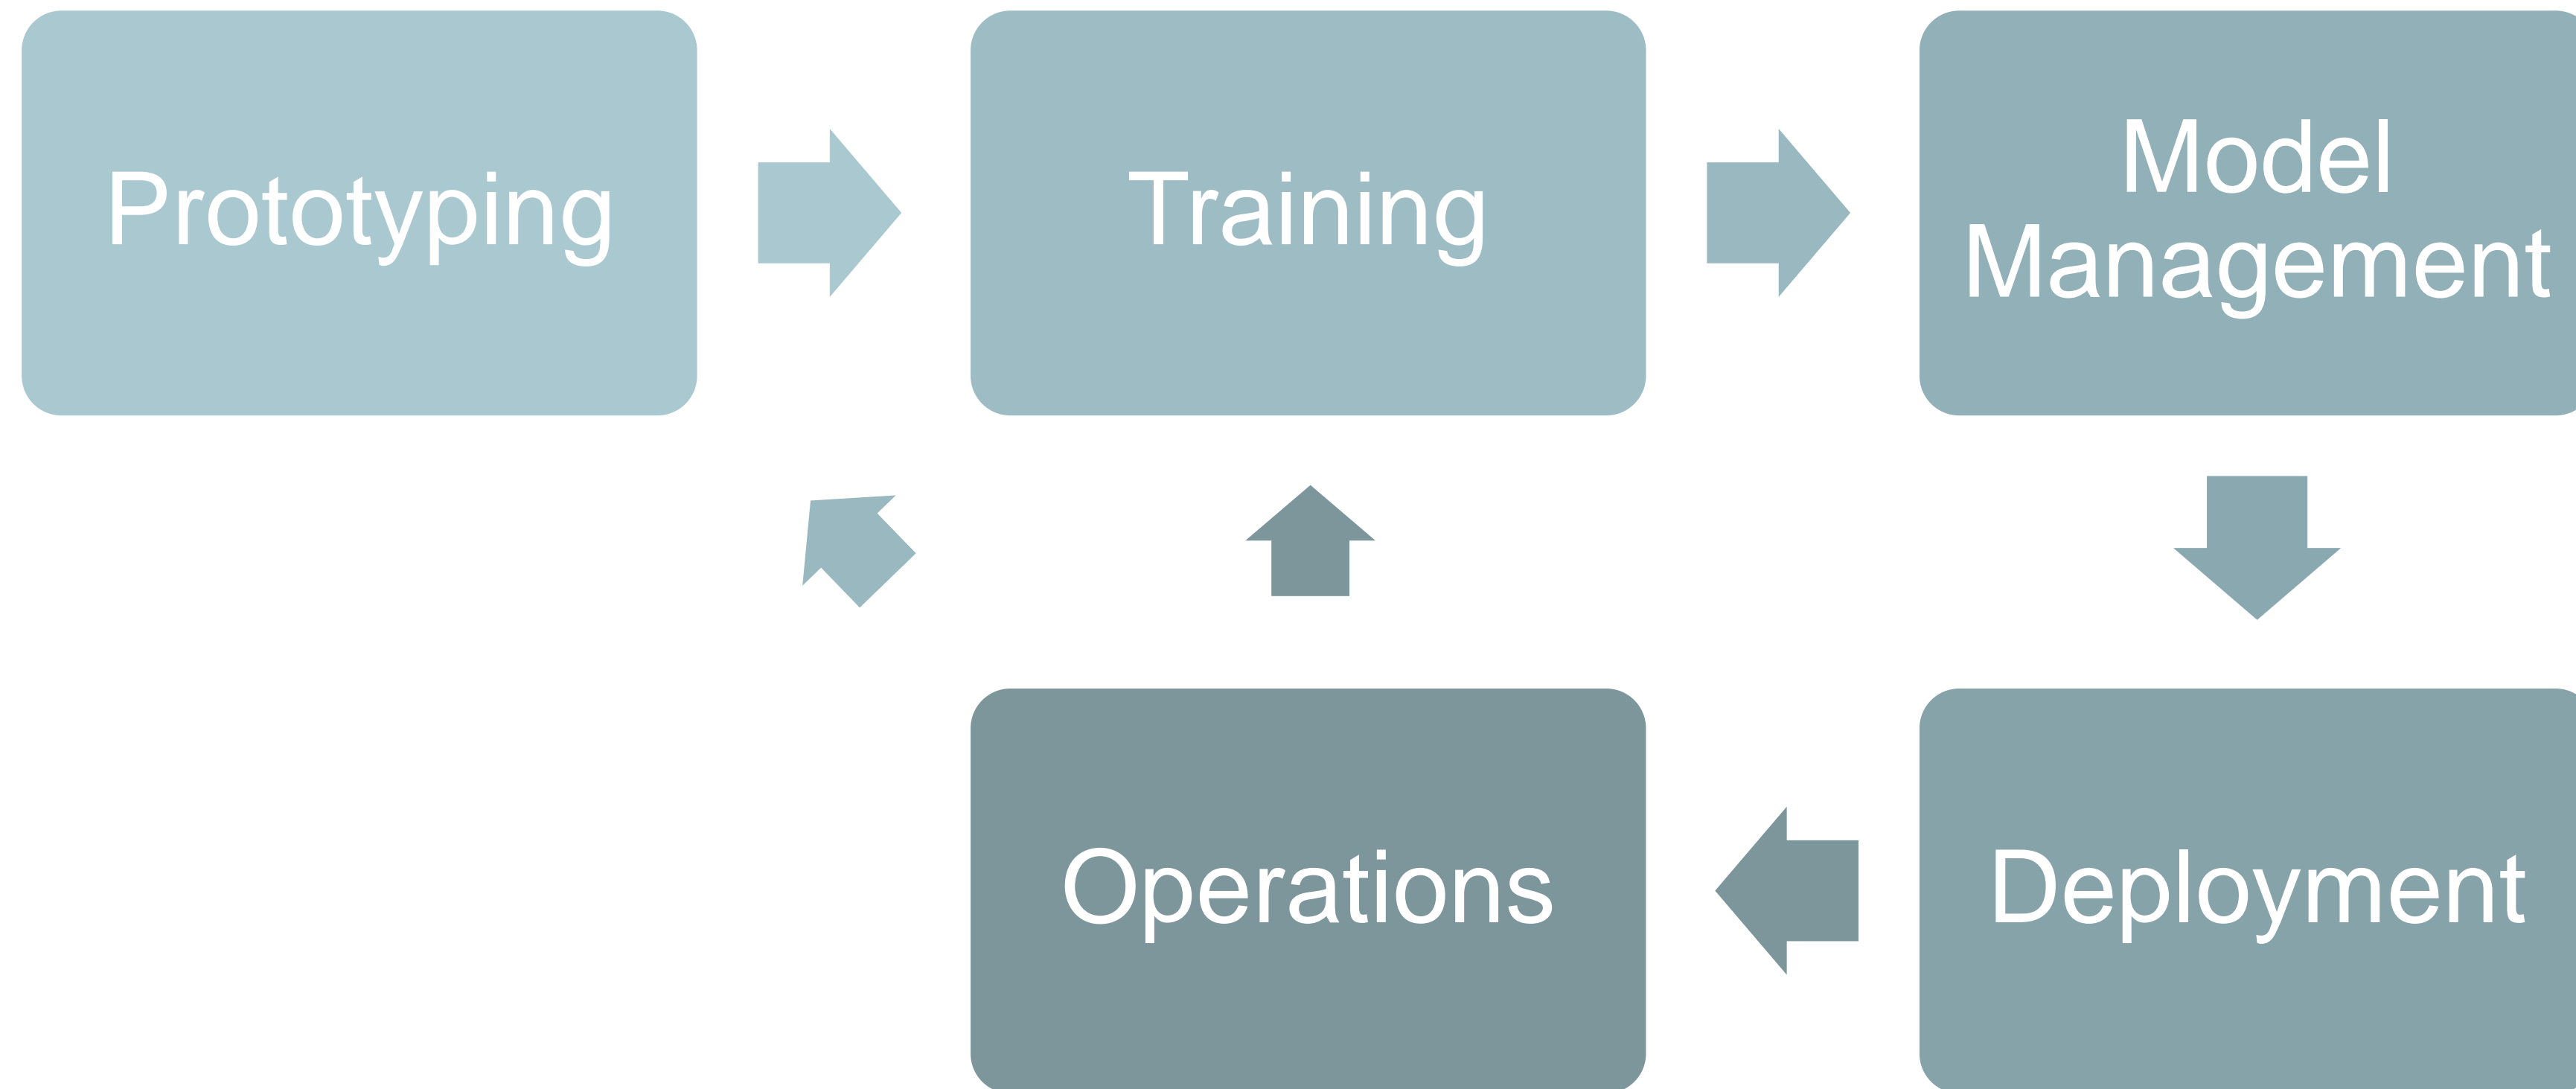 Prototyping
Training
Model
Management
Operations
Deployment